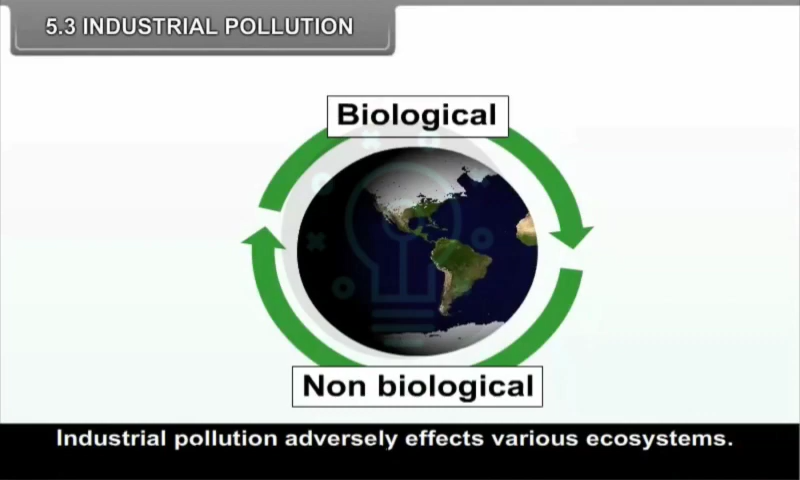 5.3 INDUSTRIAL POLLUTION
Biological
Non biological
Industrial pollution adversely effects various ecosystems.